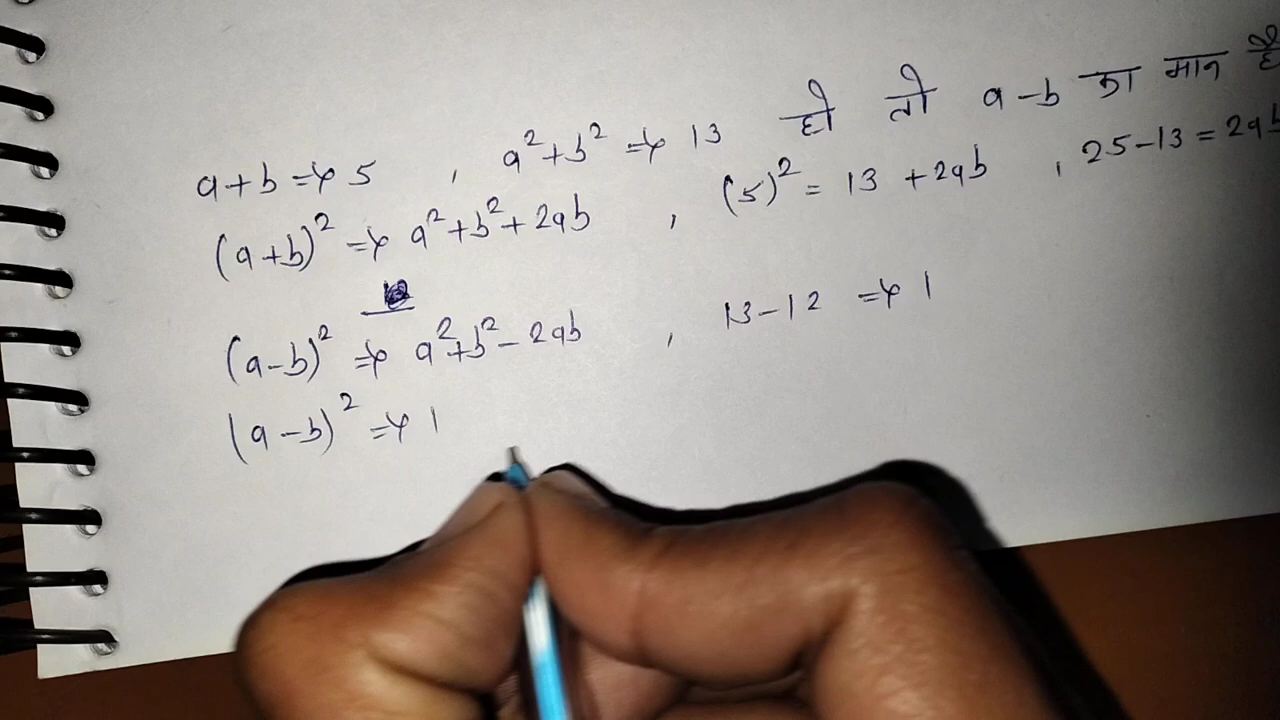 a+b => 5 , a²+b² => 13 हो तो a-b का मान है
(a+b)² => a²+b²+2ab , (5)² = 13 +2ab , 25-13 = 2ab
(a-b)² => a²+b²-2ab , 13-12 => 1
(a-b)² => 1